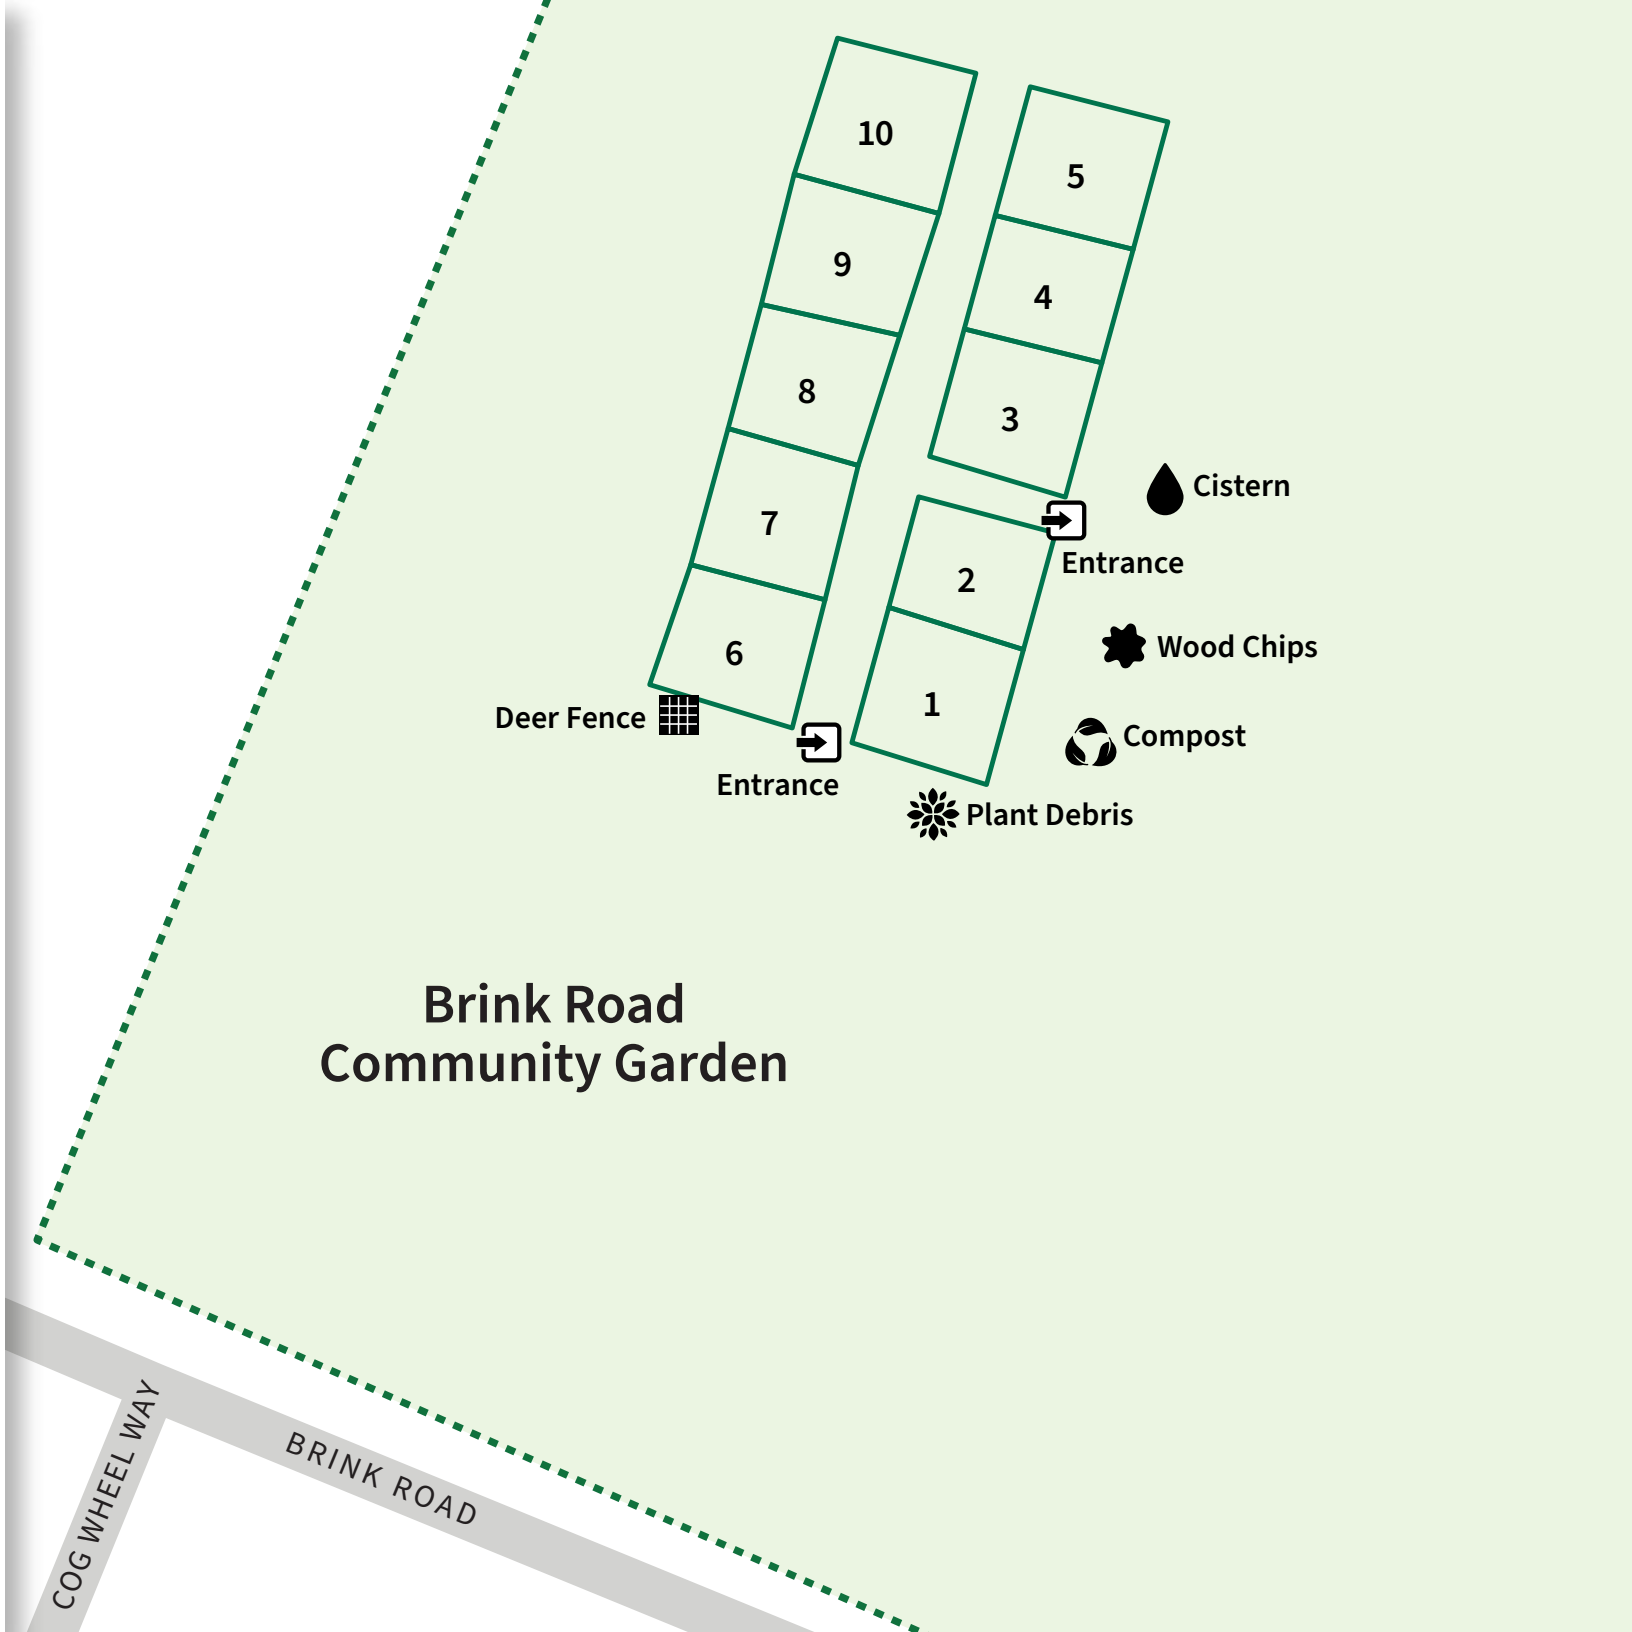 10
5
9
4
8
3
Cistern
7
Entrance
2
Wood Chips
6
1
Deer Fence
Compost
Entrance
Plant Debris
Brink Road
Community Garden
COG WHEEL WAY
BRINK ROAD